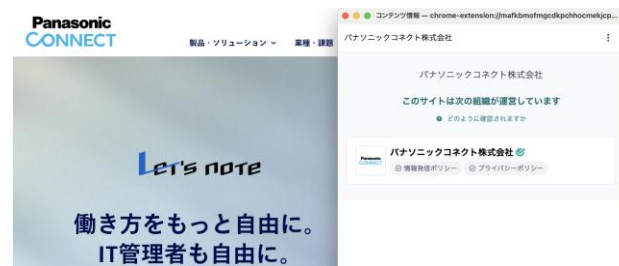 Panasonic
CONNECT
製品・ソリューション
業種・課題
Let's note
働き方をもっと自由に。
IT管理者も自由に。
コンテンツ情報 — chrome-extension://mafkbmofmgcdkpchhocmekjcp...
パナソニックコネクト株式会社
パナソニックコネクト株式会社
このサイトは次の組織が運営しています
どのように確認されますか
Panasonic
CONNECT
パナソニックコネクト株式会社
情報発信ポリシー
プライバシーポリシー